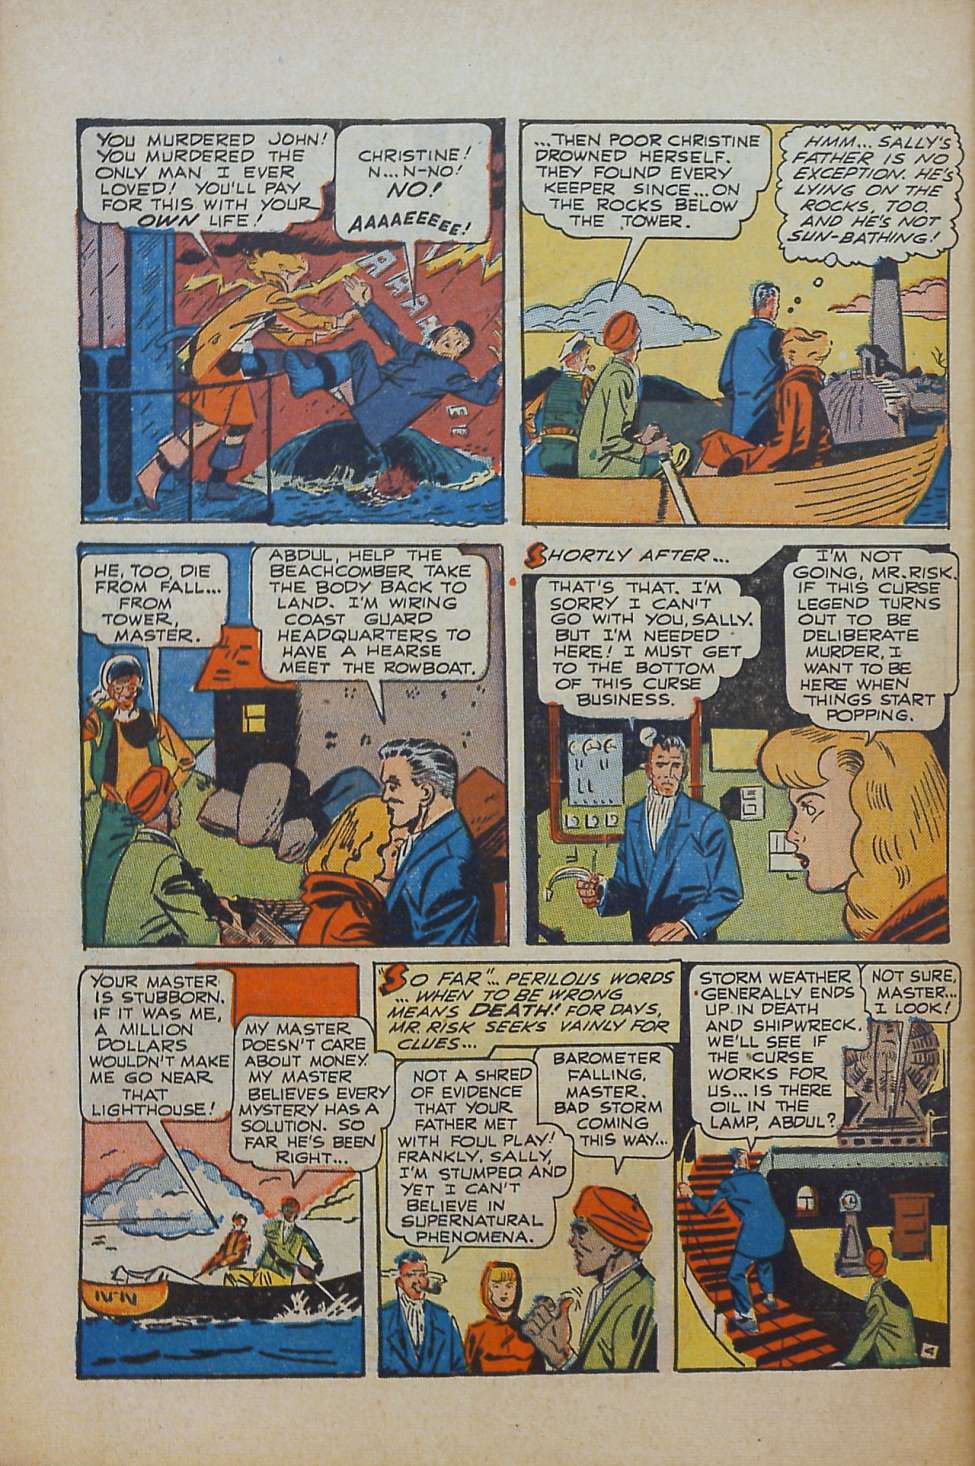 YOU MURDERED JOHN!
YOU MURDERED THE
ONLY MAN I EVER
LOVED! YOU'LL PAY
FOR THIS WITH YOUR
OWN LIFE!
CHRISTINE!
N...N-NO!
NO!
AAAAEEEEE!
...THEN POOR CHRISTINE
DROWNED HERSELF.
THEY FOUND EVERY
KEEPER SINCE...ON
THE ROCKS BELOW
THE TOWER.
HMM... SALLY'S
FATHER IS NO
EXCEPTION. HE'S
LYING ON THE
ROCKS, TOO.
AND HE'S NOT
SUN-BATHING!
HE, TOO, DIE
FROM FALL...
FROM
TOWER,
MASTER.
ABDUL, HELP THE
BEACHCOMBER TAKE
THE BODY BACK TO
LAND. I'M WIRING
COAST GUARD
HEADQUARTERS TO
HAVE A HEARSE
MEET THE ROWBOAT.
SHORTLY AFTER...
THAT'S THAT. I'M
SORRY I CAN'T
GO WITH YOU, SALLY.
BUT I'M NEEDED
HERE! I MUST GET
TO THE BOTTOM
OF THIS CURSE
BUSINESS.
I'M NOT
GOING, MR. RISK.
IF THIS CURSE
LEGEND TURNS
OUT TO BE
DELIBERATE
MURDER, I
WANT TO BE
HERE WHEN
THINGS START
POPPING.
YOUR MASTER
IS STUBBORN.
IF IT WAS ME,
A MILLION
DOLLARS
WOULDN'T MAKE
ME GO NEAR
THAT
LIGHTHOUSE!
MY MASTER
DOESN'T CARE
ABOUT MONEY.
MY MASTER
BELIEVES EVERY
MYSTERY HAS A
SOLUTION. SO
FAR HE'S BEEN
RIGHT...
"SO FAR"... PERILOUS WORDS
...WHEN TO BE WRONG
MEANS DEATH! FOR DAYS,
MR. RISK SEEKS VAINLY FOR
CLUES...
NOT A SHRED
OF EVIDENCE
THAT YOUR
FATHER MET
WITH FOUL PLAY!
FRANKLY, SALLY,
I'M STUMPED AND
YET I CAN'T
BELIEVE IN
SUPERNATURAL
PHENOMENA.
BAROMETER
FALLING,
MASTER.
BAD STORM
COMING
THIS WAY...
STORM WEATHER
GENERALLY ENDS
UP IN DEATH
AND SHIPWRECK.
WE'LL SEE IF
THE CURSE
WORKS FOR
US... IS THERE
OIL IN THE
LAMP, ABDUL?
NOT SURE,
MASTER...
I LOOK!
4